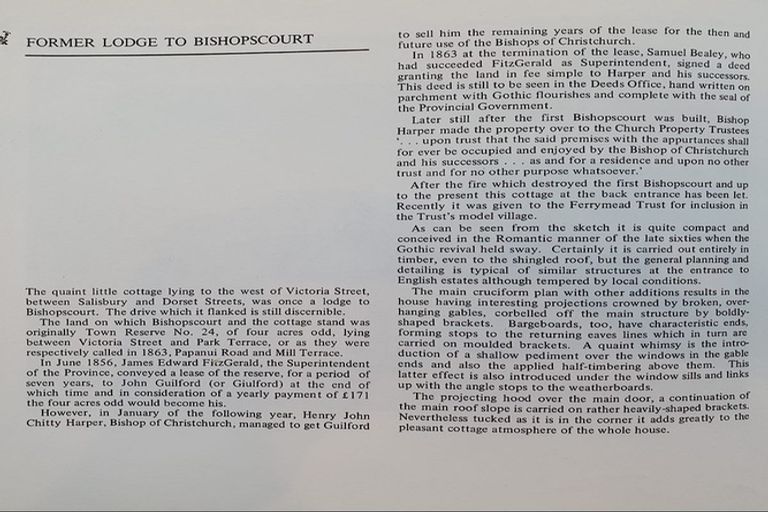 FORMER LODGE TO BISHOPSCOURT
The quaint little cottage lying to the west of Victoria Street,
between Salisbury and Dorset Streets, was once a lodge to
Bishopscourt. The drive which it flanked is still discernible.
The land on which Bishopscourt and the cottage stand was
originally Town Reserve No. 24, of four acres odd, lying
between Victoria Street and Park Terrace, or as they were
respectively called in 1863, Papanui Road and Mill Terrace.
In June 1856, James Edward FitzGerald, the Superintendent
of the Province, conveyed a lease of the reserve, for a period of
seven years, to John Guilford (or Giulford) at the end of
which time and in consideration of a yearly payment of £171
the four acres odd would become his.
However, in January of the following year, Henry John
Chitty Harper, Bishop of Christchurch, managed to get Guilford
to sell him the remaining years of the lease for the then and
future use of the Bishops of Christchurch.
In 1863 at the termination of the lease, Samuel Bealey, who
had succeeded FitzGerald as Superintendent, signed a deed
granting the land in fee simple to Harper and his successors.
This deed is still to be seen in the Deeds Office, hand written on
parchment with Gothic flourishes and complete with the seal of
the Provincial Government.
Later still after the first Bishopscourt was built, Bishop
Harper made the property over to the Church Property Trustees
'. . . upon trust that the said premises with the appurtances shall
for ever be occupied and enjoyed by the Bishop of Christchurch
and his successors . . . as and for a residence and upon no other
trust and for no other purpose whatsoever.'
After the fire which destroyed the first Bishopscourt and up
to the present this cottage at the back entrance has been let.
Recently it was given to the Ferrymead Trust for inclusion in
the Trust's model village.
As can be seen from the sketch it is quite compact and
conceived in the Romantic manner of the late sixties when the
Gothic revival held sway. Certainly it is carried out entirely in
timber, even to the shingled roof, but the general planning and
detailing is typical of similar structures at the entrance to
English estates although tempered by local conditions.
The main cruciform plan with other additions results in the
house having interesting projections crowned by broken, over-
hanging gables, corbelled off the main structure by boldly-
shaped brackets. Bargeboards, too, have characteristic ends,
forming stops to the returning eaves lines which in turn are
carried on moulded brackets. A quaint whimsy is the intro-
duction of a shallow pediment over the windows in the gable
ends and also the applied half-timbering above them. This
latter effect is also introduced under the window sills and links
up with the angle stops to the weatherboards.
The projecting hood over the main door, a continuation of
the main roof slope is carried on rather heavily-shaped brackets.
Nevertheless tucked as it is in the corner it adds greatly to the
pleasant cottage atmosphere of the whole house.